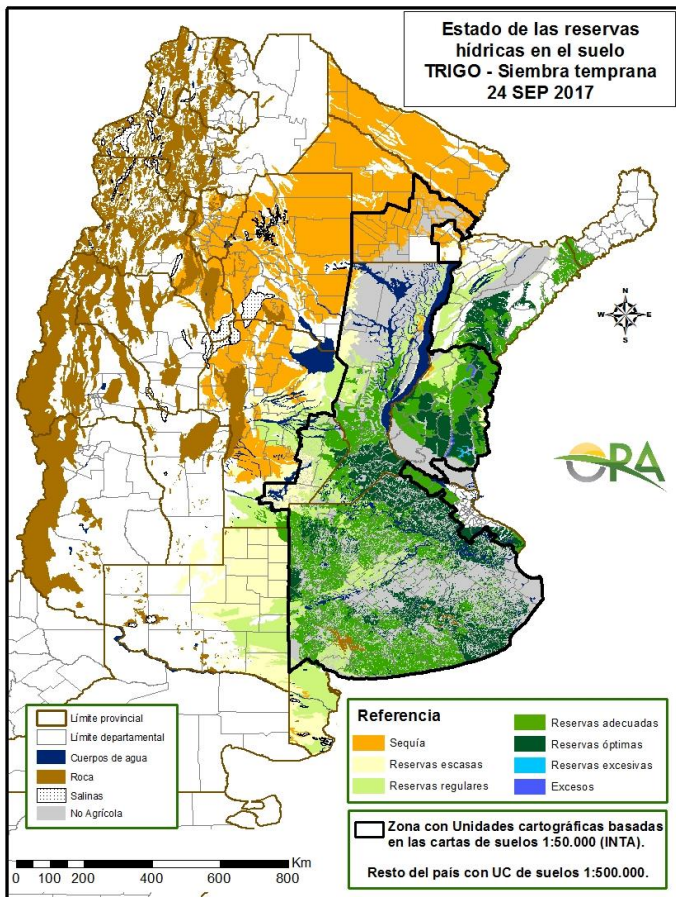 Estado de las reservas
hídricas en el suelo
TRIGO - Siembra temprana
24 SEP 2017
N
W
E
S
ORA
Límite provincial
Límite departamental
Cuerpos de agua
Roca
Salinas
No Agrícola
Referencia
Sequía
Reservas escasas
Reservas regulares
Reservas adecuadas
Reservas óptimas
Reservas excesivas
Excesos
Zona con Unidades cartográficas basadas
en las cartas de suelos 1:50.000 (INTA).
Resto del país con UC de suelos 1:500.000.
Km
0 100 200 400 600 800